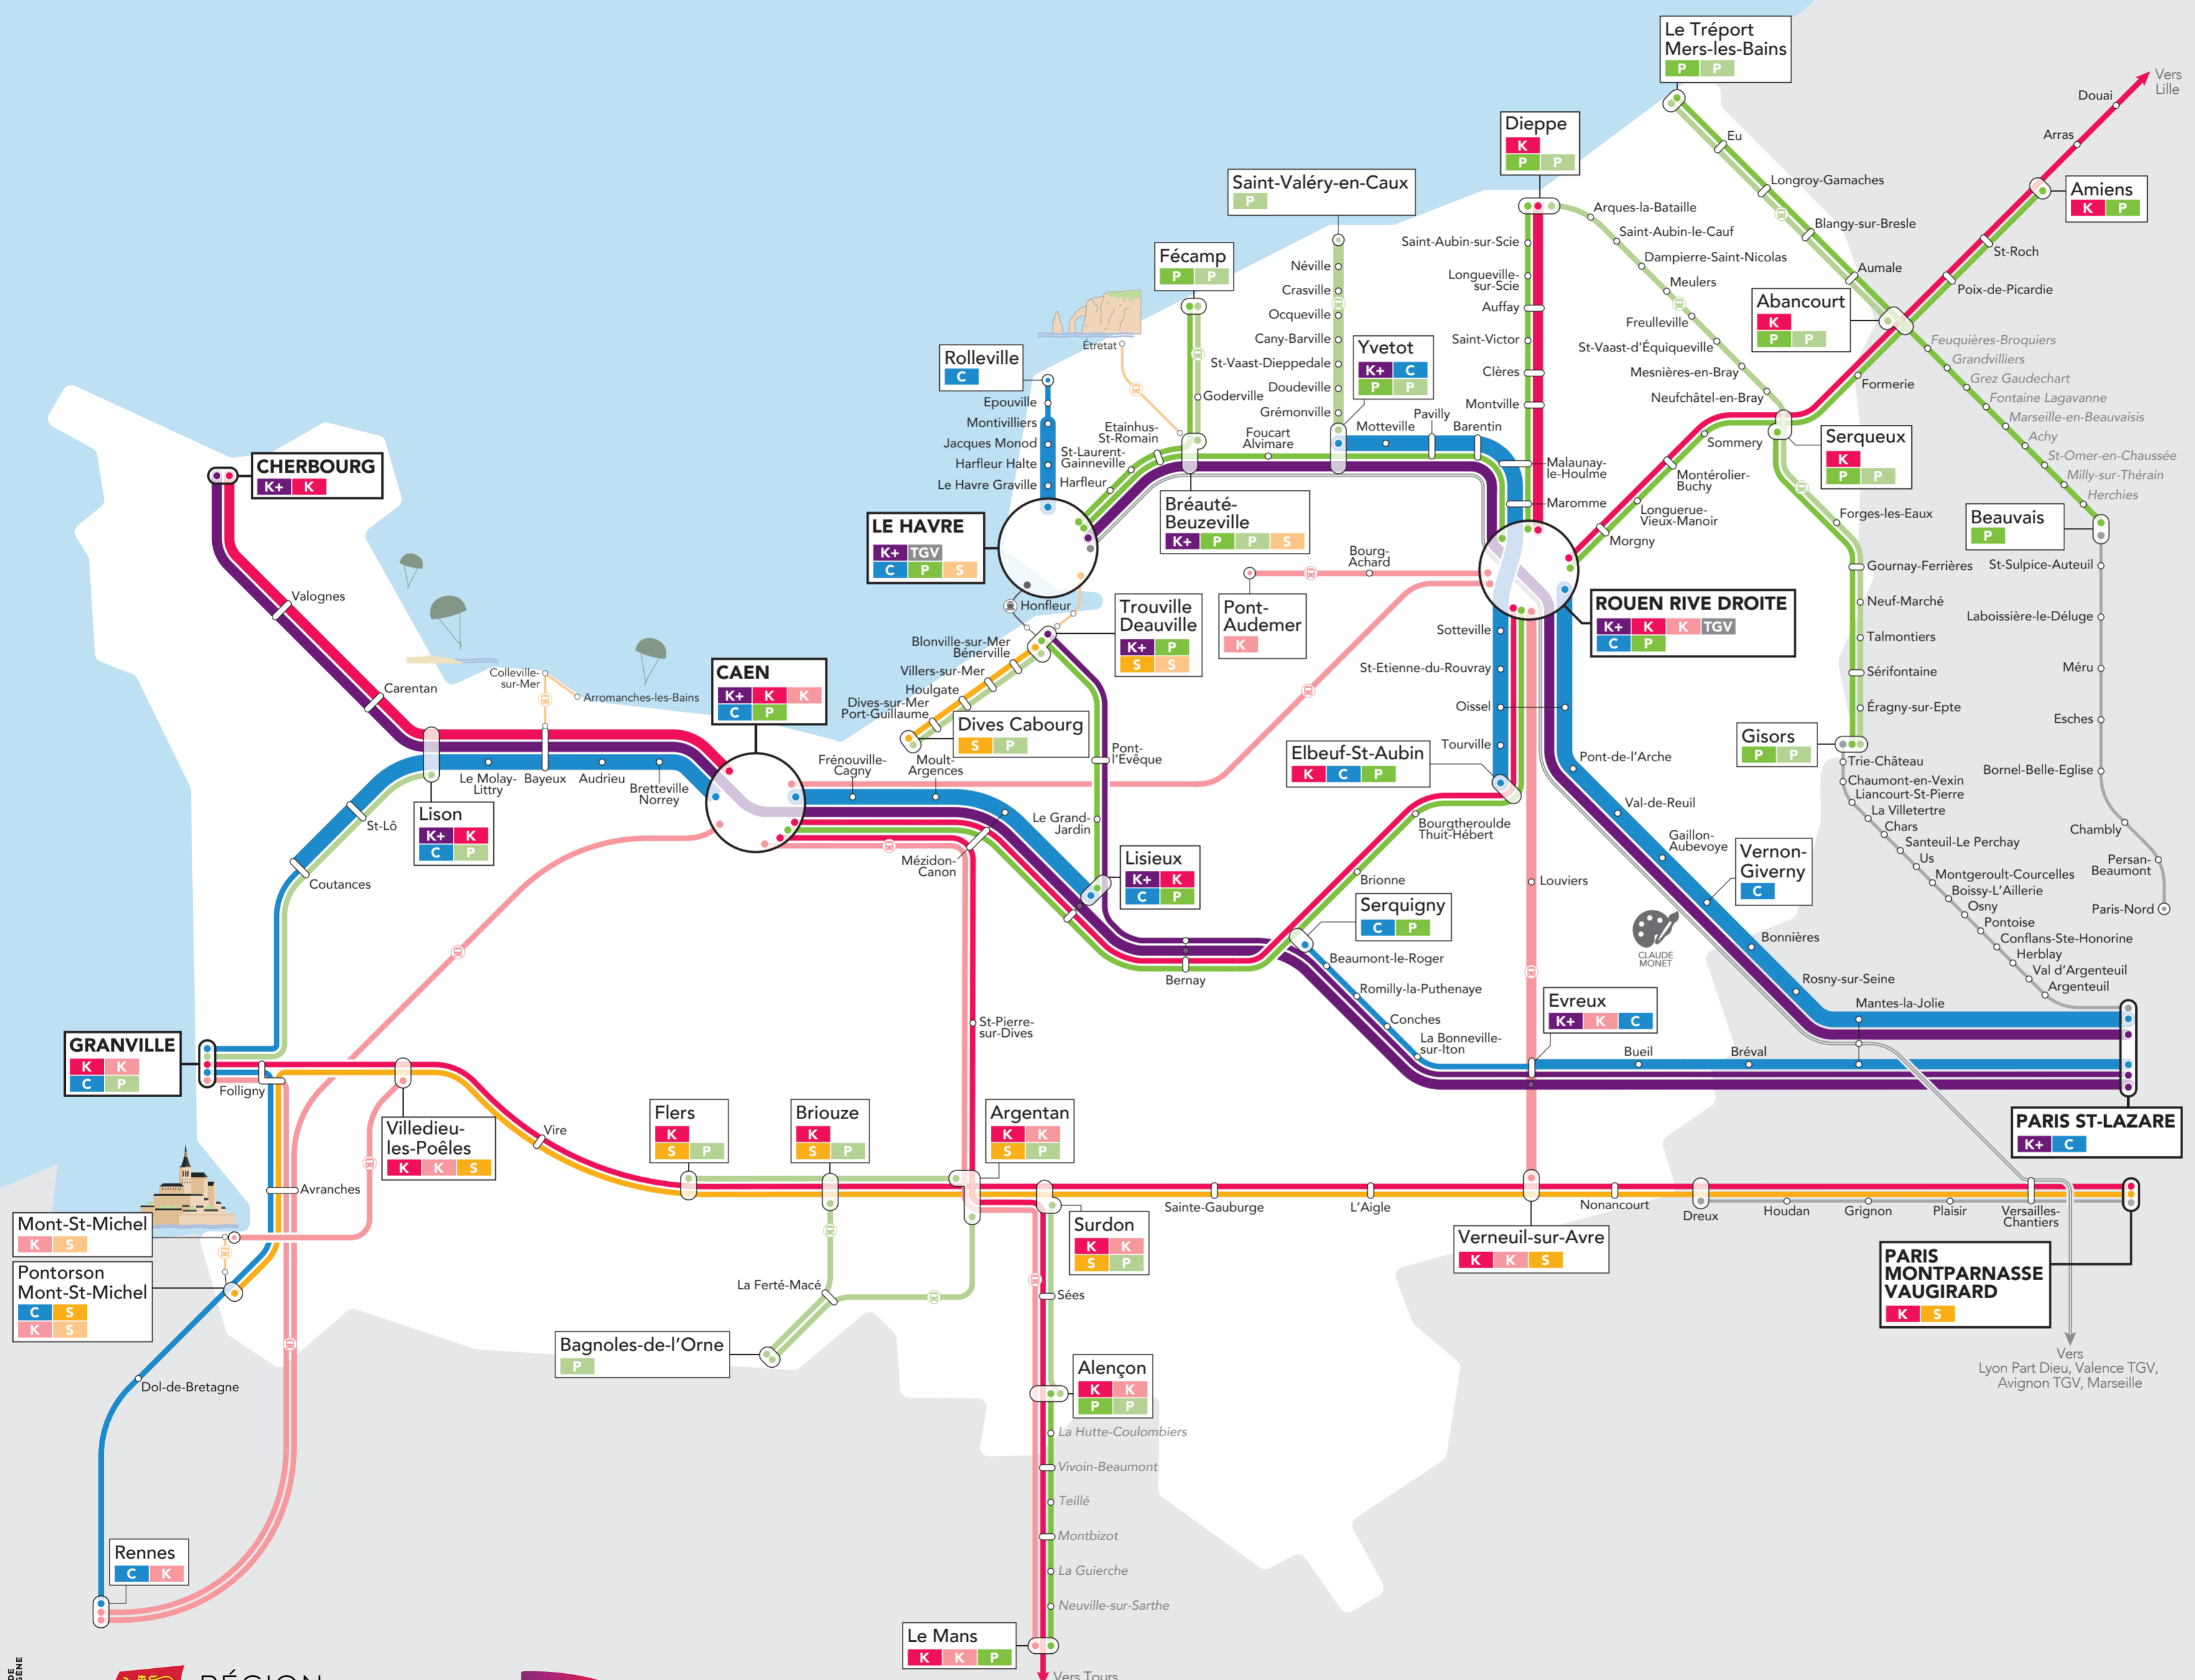 Le Tréport
Mers-les-Bains
P P
Vers
Lille
Douai
Arras
Dieppe
K
P P
Eu
Amiens
K P
Saint-Valéry-en-Caux
P
Longroy-Gamaches
Arques-la-Bataille
Blangy-sur-Bresle
Saint-Aubin-sur-Scie
Saint-Aubin-le-Cauf
St-Roch
Fécamp
P P
Néville
Dampierre-Saint-Nicolas
Aumale
Longueville-
sur-Scie
Meulers
Poix-de-Picardie
Crasville
Abancourt
K
P P
Auffay
Ocqueville
Freulleville
Étretat
Cany-Barville
Yvetot
K+ C
P P
Saint-Victor
St-Vaast-d'Équiqueville
Feuquières-Broquiers
Rolleville
C
St-Vaast-Dieppedale
Grandvilliers
Clères
Mesnières-en-Bray
Grez Gaudechart
Doudeville
Formerie
Epouville
Goderville
Neufchâtel-en-Bray
Fontaine Lagavanne
Grémonville
Montville
Marseille-en-Beauvaisis
Montivilliers
Pavilly
Etainhus-
St-Romain
Foucart
Alvimare
Motteville
Barentin
Achy
Jacques Monod
Sommery
Serqueux
K
P P
St-Laurent-
Gainneville
St-Omer-en-Chaussée
Harfleur Halte
Malaunay-
le-Houlme
Milly-sur-Thérain
CHERBOURG
K+ K
Le Havre Graville
Harfleur
Montérolier-
Buchy
Herchies
Bréauté-
Beuzeville
K+ P P S
Maromme
Longuerue-
Vieux-Manoir
Forges-les-Eaux
Beauvais
P
LE HAVRE
K+ TGV
C P S
Morgny
Bourg-
Achard
Gournay-Ferrières
St-Sulpice-Auteuil
Valognes
Honfleur
Trouville
Deauville
K+ P
S S
Pont-
Audemer
K
ROUEN RIVE DROITE
K+ K K TGV
C P
Neuf-Marché
Laboissière-le-Déluge
Sotteville
Blonville-sur-Mer
Bénerville
Talmontiers
Villers-sur-Mer
St-Etienne-du-Rouvray
Méru
Colleville-
sur-Mer
Sérifontaine
Carentan
Arromanches-les-Bains
CAEN
K+ K K
C P
Houlgate
Dives-sur-Mer
Port-Guillaume
Oissel
Éragny-sur-Epte
Esches
Dives Cabourg
S P
Gisors
P P
Frénouville-
Cagny
Moult-
Argences
Pont-
l'Evêque
Elbeuf-St-Aubin
K C P
Tourville
Pont-de-l'Arche
Trie-Château
Bornel-Belle-Eglise
Le Molay-
Littry
Bayeux
Audrieu
Bretteville
Norrey
Chaumont-en-Vexin
Liancourt-St-Pierre
Val-de-Reuil
La Villetertre
Lison
K+ K
C P
St-Lô
Le Grand-
Jardin
Bourgtheroulde
Thuit-Hébert
Chars
Chambly
Gaillon-
Aubevoye
Santeuil-Le Perchay
Mézidon-
Canon
Lisieux
K+ K
C P
Vernon-
Giverny
C
Us
Persan-
Beaumont
Coutances
Brionne
Louviers
Montgeroult-Courcelles
Boissy-L'Aillerie
Serquigny
C P
Osny
Paris-Nord
Pontoise
CLAUDE
MONET
Bonnières
Conflans-Ste-Honorine
Beaumont-le-Roger
Herblay
Bernay
Rosny-sur-Seine
Val d'Argenteuil
Romilly-la-Puthenaye
Argenteuil
Evreux
K+ K C
Mantes-la-Jolie
St-Pierre-
sur-Dives
Conches
GRANVILLE
K K
C P
La Bonneville-
sur-Iton
Bueil
Bréval
Folligny
Villedieu-
les-Poêles
K K S
Vire
Flers
K
S P
Briouze
K
S P
Argentan
K K
S P
PARIS ST-LAZARE
K+ C
Avranches
Sainte-Gauburge
L'Aigle
Nonancourt
Dreux
Houdan
Grignon
Plaisir
Versailles-
Chantiers
Mont-St-Michel
K S
Surdon
K K
S P
Verneuil-sur-Avre
K K S
PARIS
MONTPARNASSE
VAUGIRARD
K S
Pontorson
Mont-St-Michel
C S
K S
La Ferté-Macé
Sées
Bagnoles-de-l'Orne
P
Vers
Lyon Part Dieu, Valence TGV,
Avignon TGV, Marseille
Dol-de-Bretagne
Alençon
K K
P P
La Hutte-Coulombiers
Vivoin-Beaumont
Teillé
Montbizot
Rennes
C K
La Guierche
Neuville-sur-Sarthe
Le Mans
K K P
Vers Tours
RÉGION